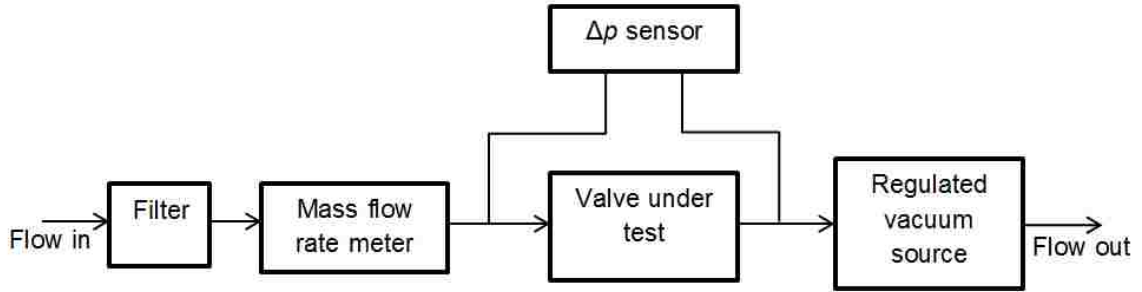 Δp sensor
Flow in
Filter
Mass flow
rate meter
Valve under
test
Regulated
vacuum
source
Flow out